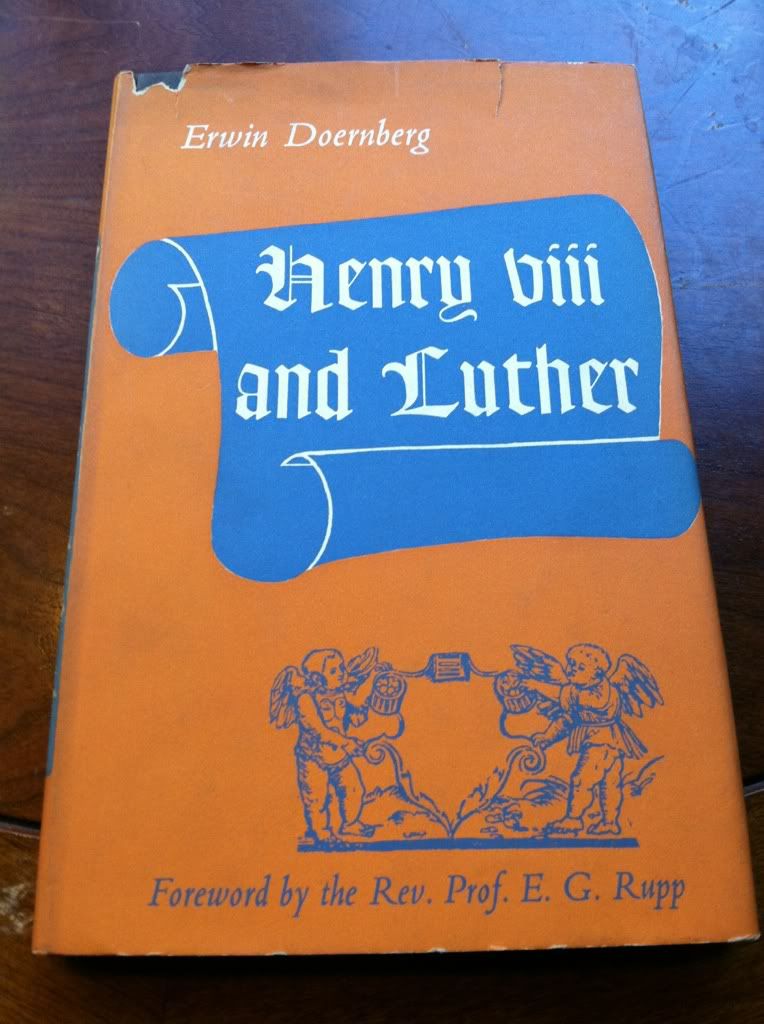 Erwin Doernberg
Henry viii
and Luther
Foreword by the Rev. Prof. E. G. Rupp